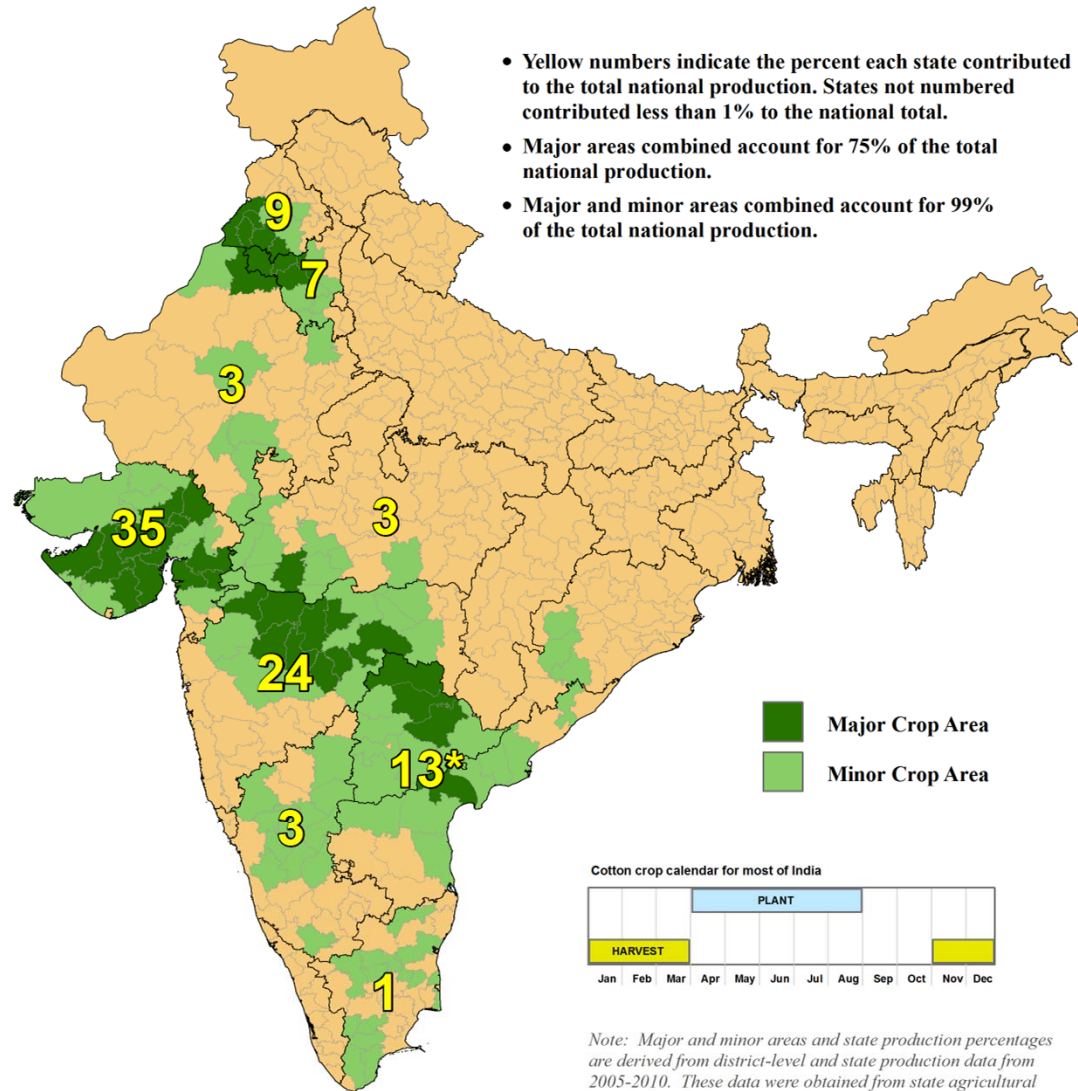 • Yellow numbers indicate the percent each state contributed
to the total national production. States not numbered
contributed less than 1% to the national total.
• Major areas combined account for 75% of the total
national production.
• Major and minor areas combined account for 99%
of the total national production.
9
7
3
35
3
24
13*
3
1
Major Crop Area
Minor Crop Area
Cotton crop calendar for most of India
PLANT
HARVEST
Jan Feb Mar Apr May Jun Jul Aug Sep Oct Nov Dec
Note: Major and minor areas and state production percentages
are derived from district-level and state production data from
2005-2010. These data were obtained from state agricultural